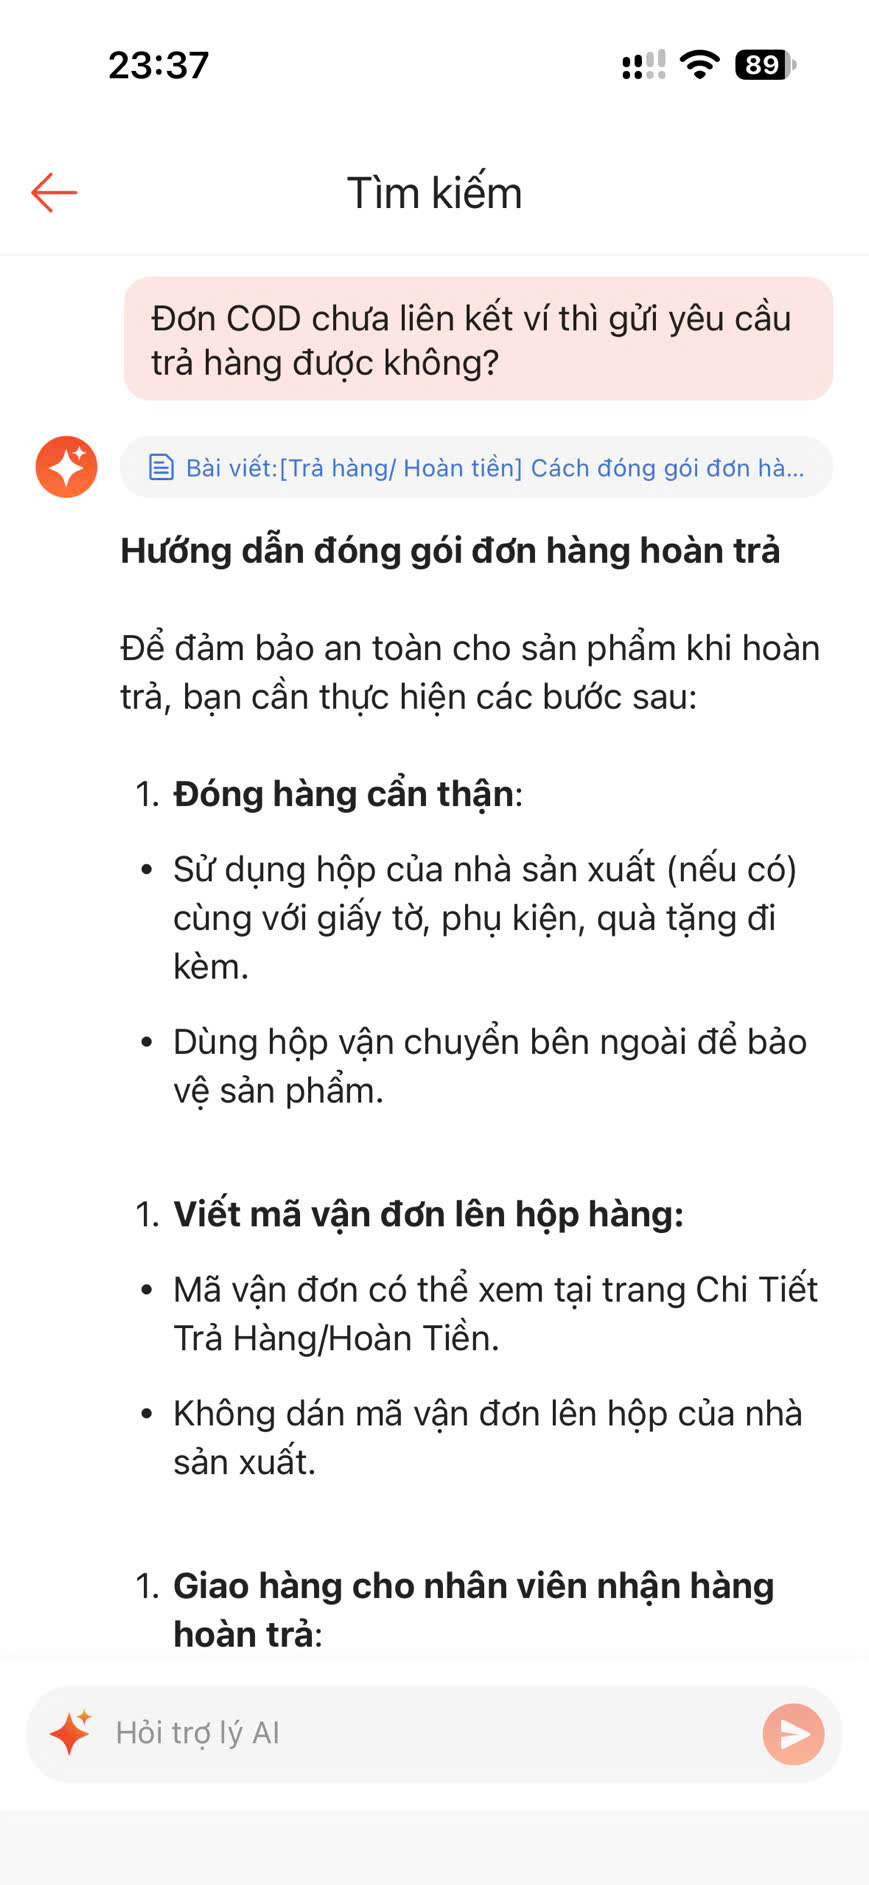 23:37
89
Tìm kiếm
Đơn COD chưa liên kết ví thì gửi yêu cầu
trả hàng được không?
Bài viết:[Trả hàng/ Hoàn tiền] Cách đóng gói đơn hà...
Hướng dẫn đóng gói đơn hàng hoàn trả
Để đảm bảo an toàn cho sản phẩm khi hoàn
trả, bạn cần thực hiện các bước sau:
1. Đóng hàng cẩn thận:
• Sử dụng hộp của nhà sản xuất (nếu có)
cùng với giấy tờ, phụ kiện, quà tặng đi
kèm.
• Dùng hộp vận chuyển bên ngoài để bảo
vệ sản phẩm.
1. Viết mã vận đơn lên hộp hàng:
• Mã vận đơn có thể xem tại trang Chi Tiết
Trả Hàng/Hoàn Tiền.
• Không dán mã vận đơn lên hộp của nhà
sản xuất.
1. Giao hàng cho nhân viên nhận hàng
hoàn trả:
Hỏi trợ lý AI